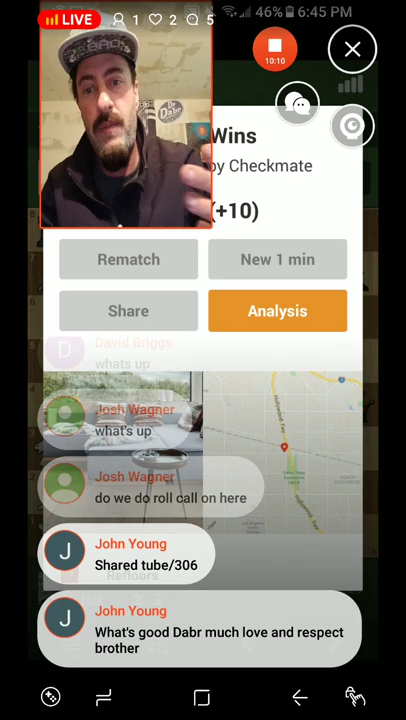 46% 6:45 PM
LIVE 1 2 5
10:10
Dr
Dabr
Wins
by Checkmate
(+10)
Rematch
New 1 min
Share
Analysis
David Briggs
whats up
Josh Wagner
what's up
Josh Wagner
do we do roll call on here
John Young
Shared tube/306
John Young
What's good Dabr much love and respect
brother